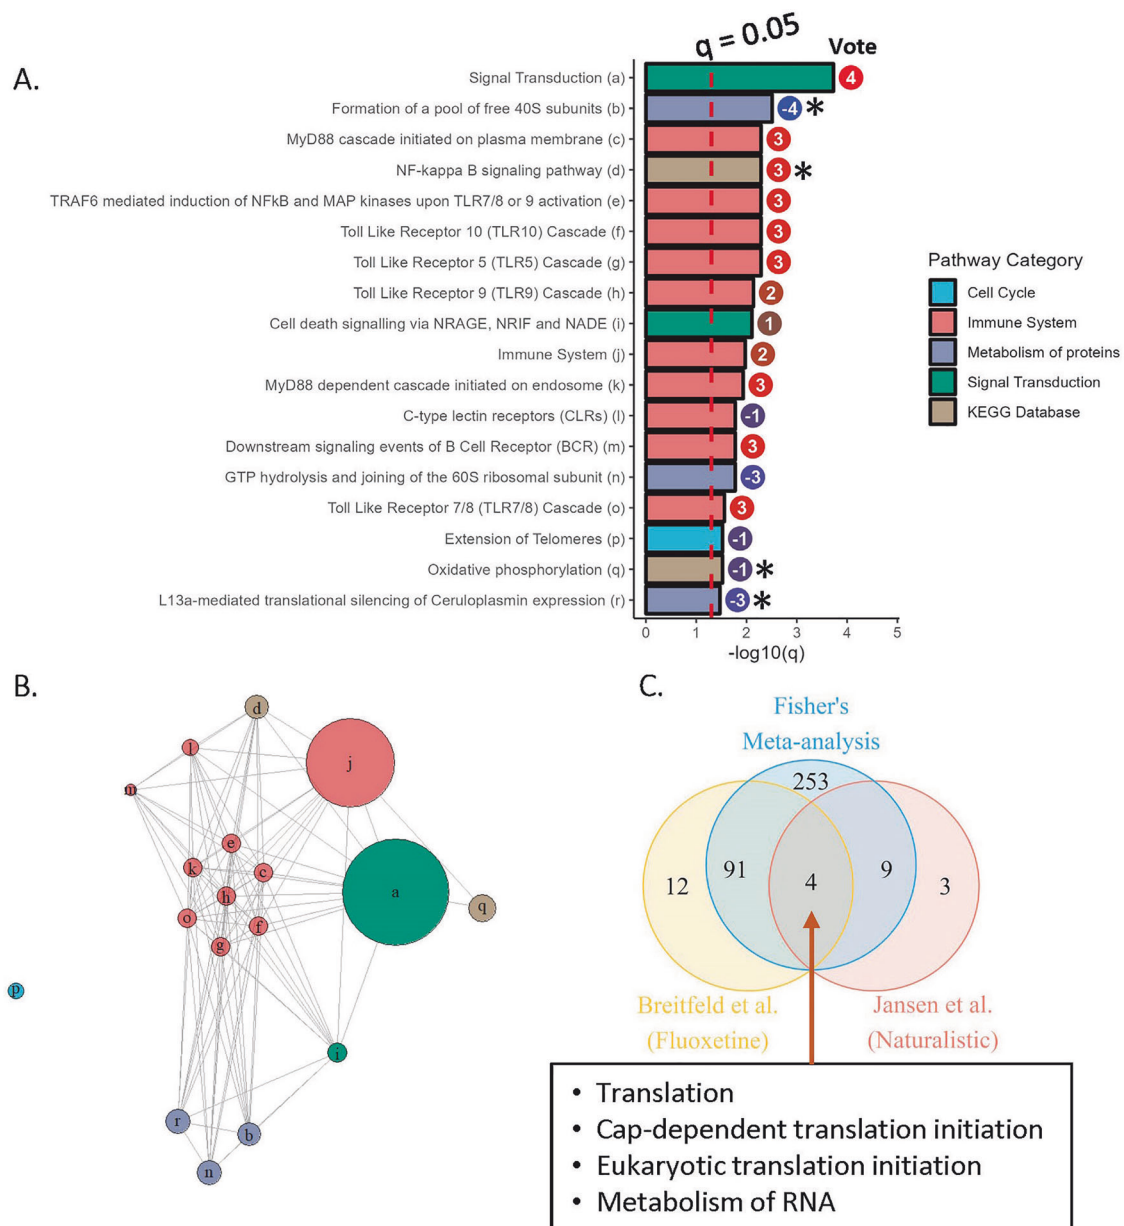 q = 0.05
Vote
A.
Signal Transduction (a) 4
Formation of a pool of free 40S subunits (b) -4 *
MyD88 cascade initiated on plasma membrane (c) 3
NF-kappa B signaling pathway (d) 3 *
TRAF6 mediated induction of NFkB and MAP kinases upon TLR7/8 or 9 activation (e) 3
Toll Like Receptor 10 (TLR10) Cascade (f) 3
Toll Like Receptor 5 (TLR5) Cascade (g) 3
Toll Like Receptor 9 (TLR9) Cascade (h) 2
Cell death signalling via NRAGE, NRIF and NADE (i) 1
Immune System (j) 2
MyD88 dependent cascade initiated on endosome (k) 3
C-type lectin receptors (CLRs) (l) -1
Downstream signaling events of B Cell Receptor (BCR) (m) 3
GTP hydrolysis and joining of the 60S ribosomal subunit (n) -3
Toll Like Receptor 7/8 (TLR7/8) Cascade (o) 3
Extension of Telomeres (p) -1
Oxidative phosphorylation (q) -1 *
L13a-mediated translational silencing of Ceruloplasmin expression (r) -3 *
0 1 2 3 4 5
-log10(q)
Pathway Category
Cell Cycle
Immune System
Metabolism of proteins
Signal Transduction
KEGG Database
B.
d
l
j
m
e
k
c
h
a
o
f
q
g
p
i
r
b
n
C.
Fisher's
Meta-analysis
253
12 91 4 9 3
Breitfeld et al.
(Fluoxetine)
Jansen et al.
(Naturalistic)
• Translation
• Cap-dependent translation initiation
• Eukaryotic translation initiation
• Metabolism of RNA